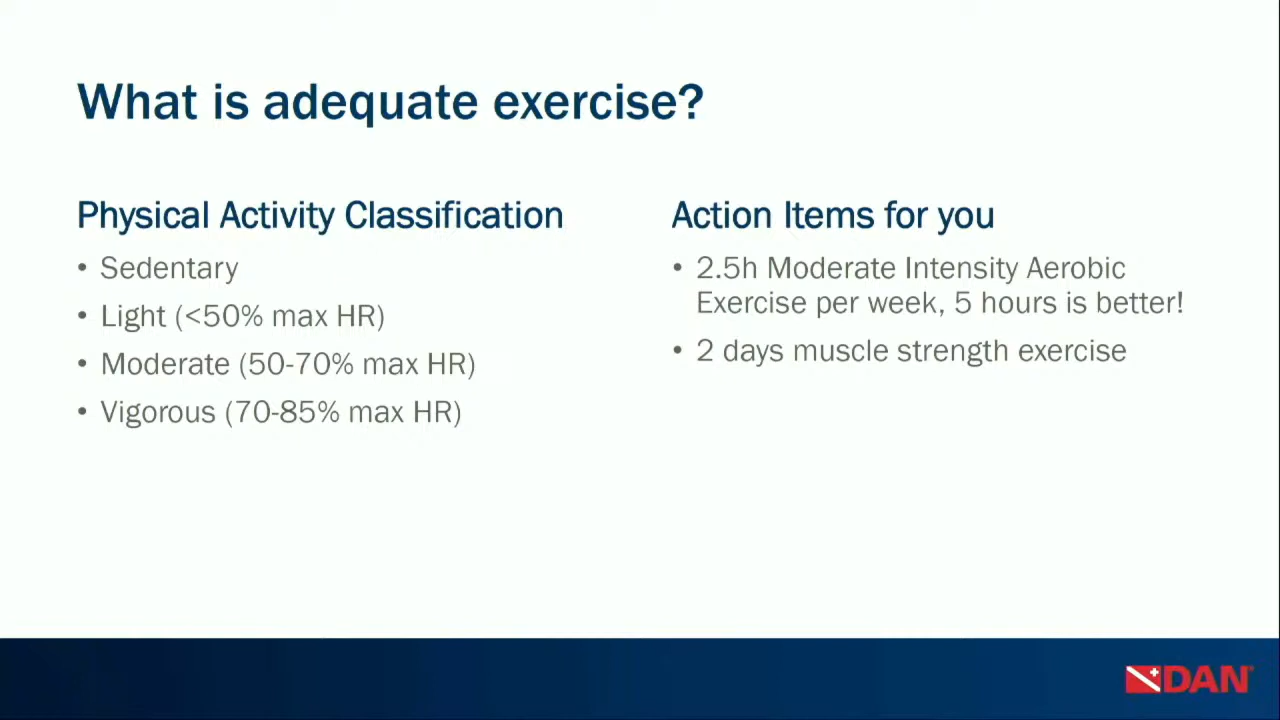 What is adequate exercise?
Physical Activity Classification
• Sedentary
• Light (<50% max HR)
• Moderate (50-70% max HR)
• Vigorous (70-85% max HR)
Action Items for you
• 2.5h Moderate Intensity Aerobic
Exercise per week, 5 hours is better!
• 2 days muscle strength exercise
DAN